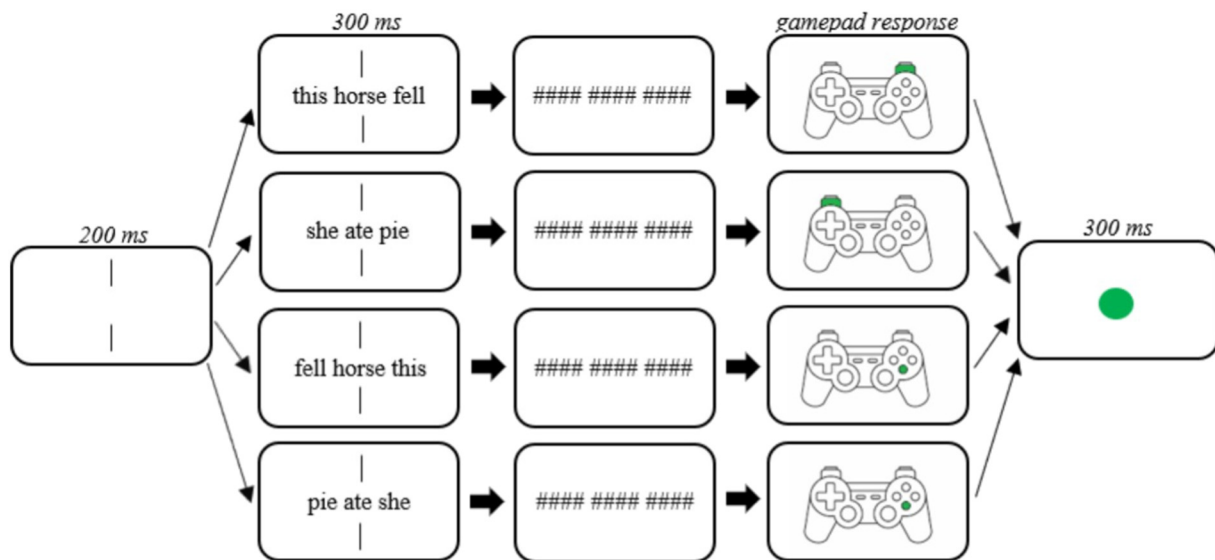 300 ms
gamepad response
this horse fell
#### #### ####
she ate pie
#### #### ####
200 ms
300 ms
fell horse this
#### #### ####
pie ate she
#### #### ####